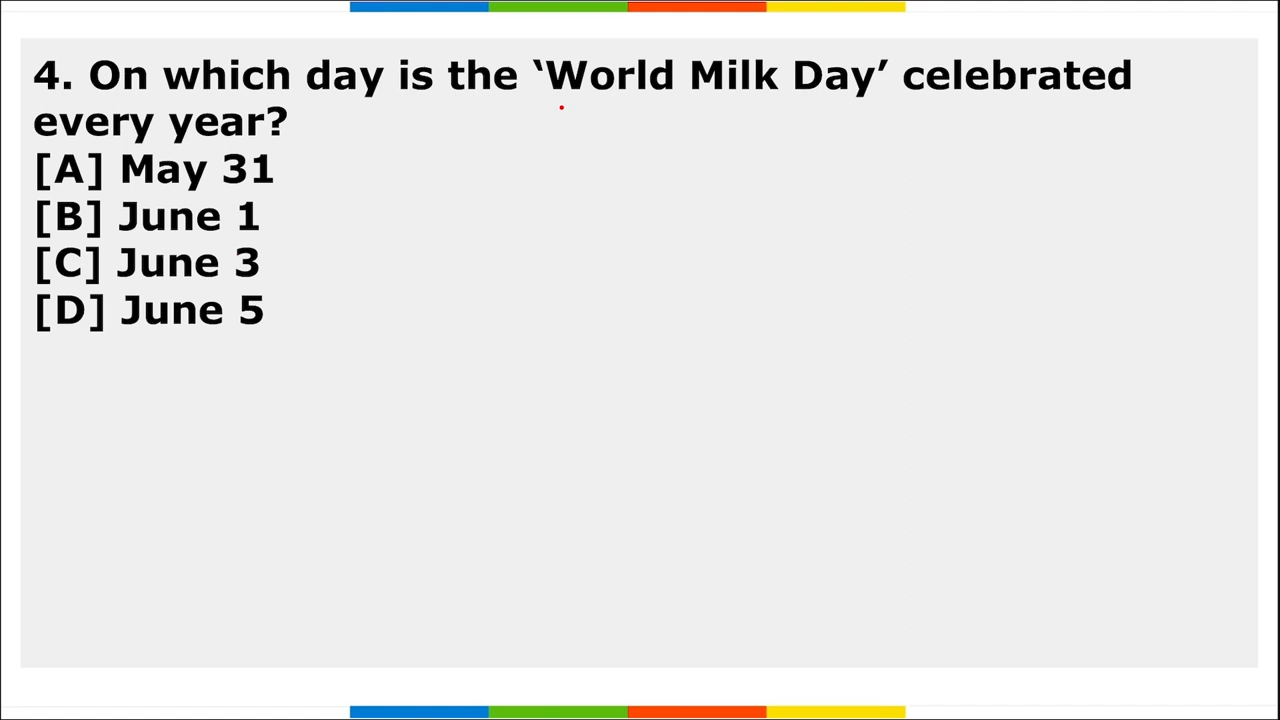 4. On which day is the ‘World Milk Day’ celebrated
every year?
[A] May 31
[B] June 1
[C] June 3
[D] June 5